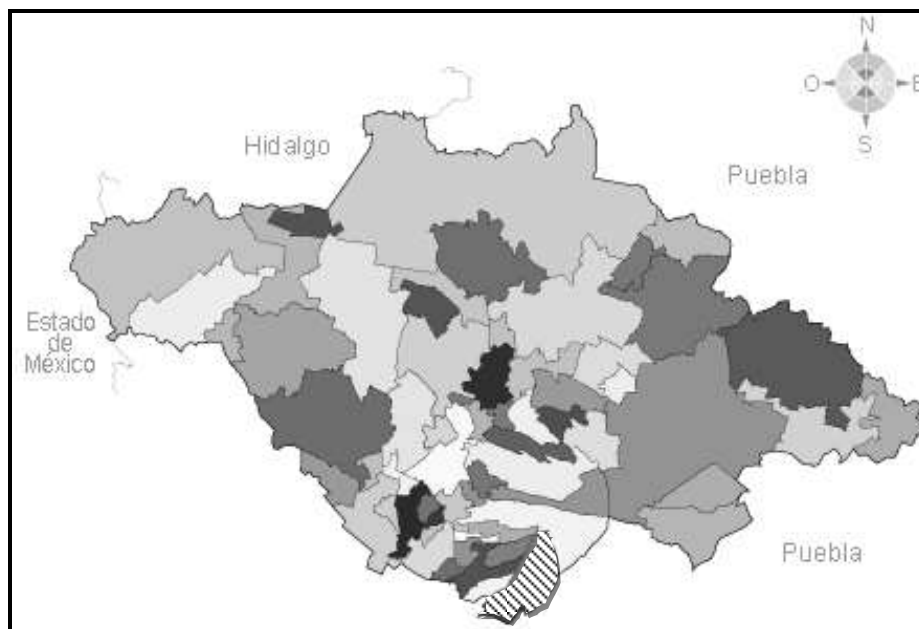 N
O
E
S
Hidalgo
Puebla
Estado
de
México
Puebla